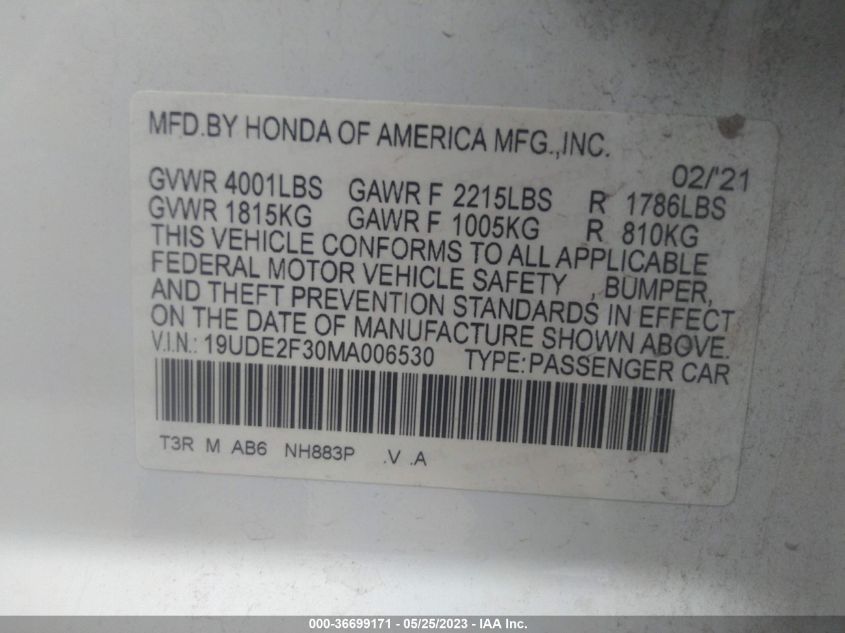 MFD.BY HONDA OF AMERICA MFG.,INC.
02/'21
GVWR 4001LBS GAWR F 2215LBS R 1786LBS
GVWR 1815KG GAWR F 1005KG R 810KG
THIS VEHICLE CONFORMS TO ALL APPLICABLE
FEDERAL MOTOR VEHICLE SAFETY , BUMPER,
AND THEFT PREVENTION STANDARDS IN EFFECT
ON THE DATE OF MANUFACTURE SHOWN ABOVE.
V.I.N.: 19UDE2F30MA006530 TYPE:PASSENGER CAR
T3R M AB6 NH883P .V .A
000-36699171 - 05/25/2023 - IAA Inc.